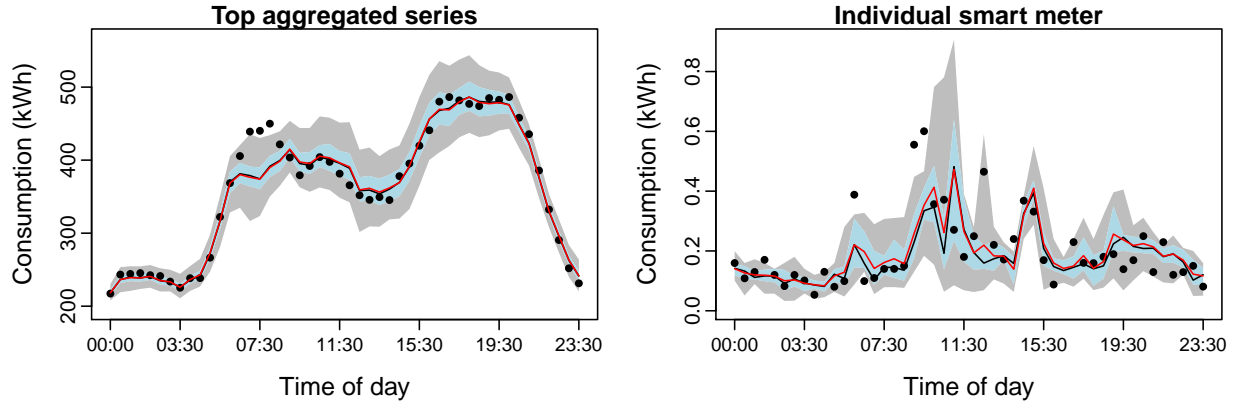 Top aggregated series
Consumption (kWh)
500
400
300
200
00:00 03:30 07:30 11:30 15:30 19:30 23:30
Time of day
Individual smart meter
Consumption (kWh)
0.8
0.6
0.4
0.2
0.0
00:00 03:30 07:30 11:30 15:30 19:30 23:30
Time of day